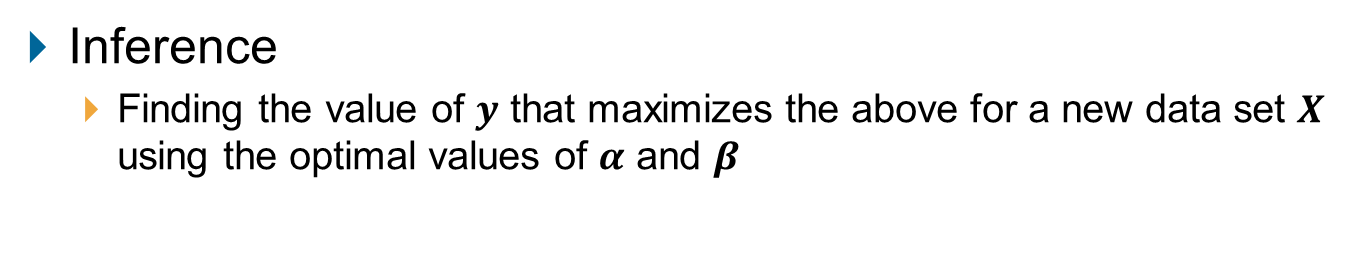 Inference
Finding the value of y that maximizes the above for a new data set X
using the optimal values of α and β